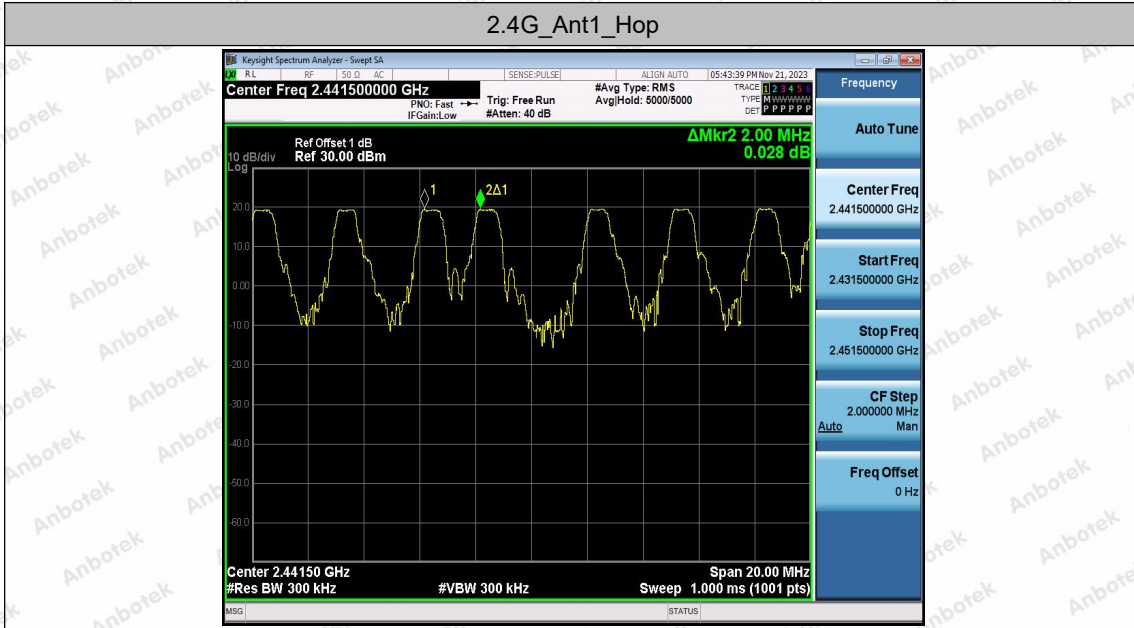 2.4G_Ant1_Hop
Keysight Spectrum Analyzer - Swept SA
RL RF 50 Ω AC SENSE:PULSE ALIGN AUTO 05:43:39 PM Nov 21, 2023
Center Freq 2.441500000 GHz
PNO: Fast
IFGain:Low
Trig: Free Run
#Atten: 40 dB
#Avg Type: RMS
Avg|Hold: 5000/5000
TRACE 1 2 3 4 5 6
TYPE M W W W W W
DET P P P P P P
Frequency
Auto Tune
Center Freq
2.441500000 GHz
Start Freq
2.431500000 GHz
Stop Freq
2.451500000 GHz
CF Step
2.000000 MHz
Auto Man
Freq Offset
0 Hz
ΔMkr2 2.00 MHz
0.028 dB
Ref Offset 1 dB
10 dB/div Ref 30.00 dBm
Log
1
2Δ1
20.0
10.0
0.00
-10.0
-20.0
-30.0
-40.0
-50.0
-60.0
Center 2.44150 GHz Span 20.00 MHz
#Res BW 300 kHz #VBW 300 kHz Sweep 1.000 ms (1001 pts)
MSG STATUS
Anbotek